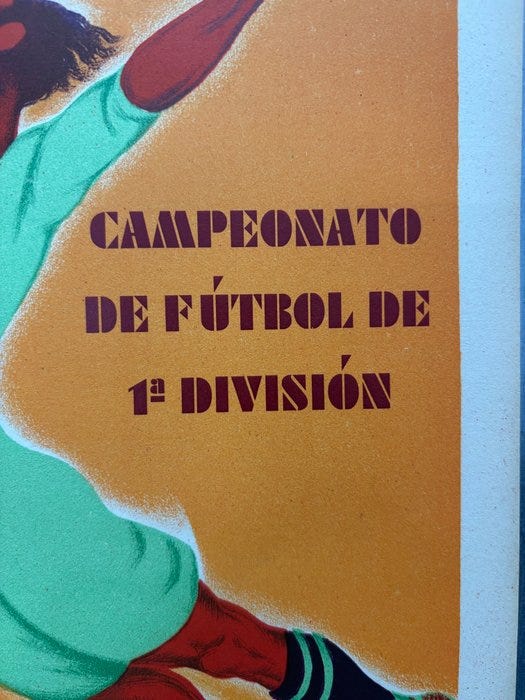 CAMPEONATO
DE FÚTBOL DE
1ª DIVISIÓN